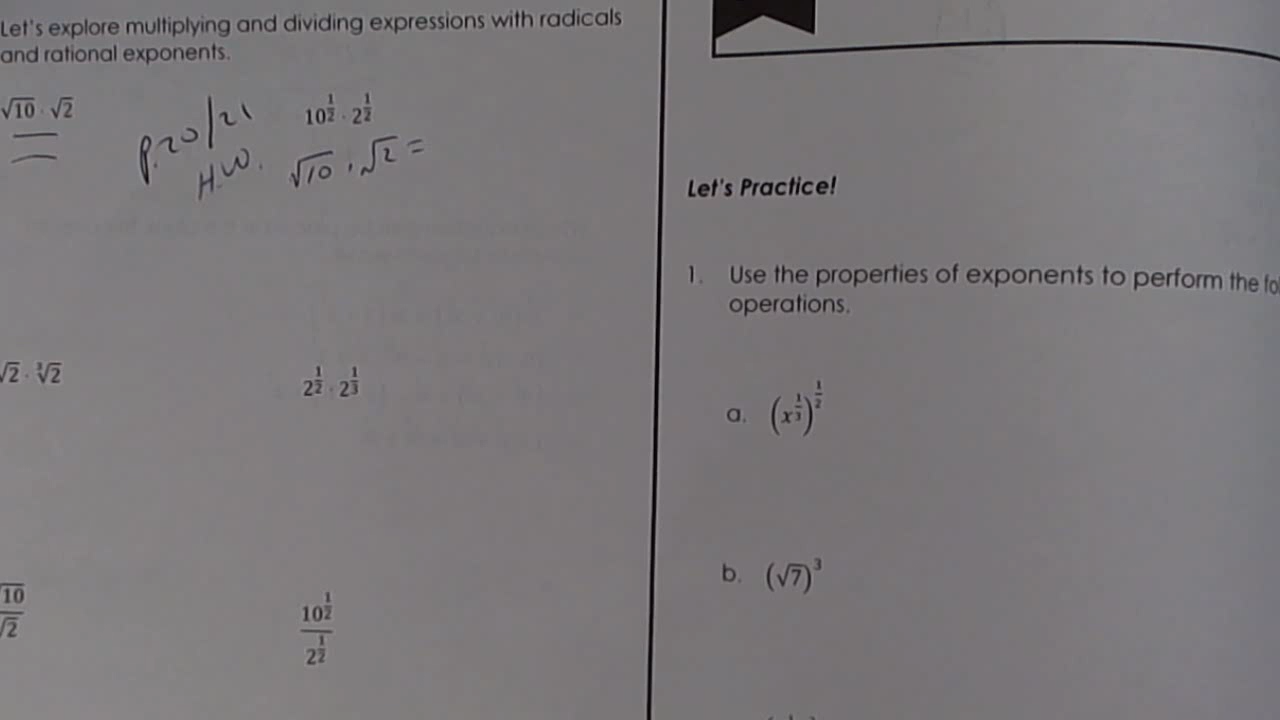 Let's explore multiplying and dividing expressions with radicals
and rational exponents.
√10 · √2
10^(1/2) · 2^(1/2)
P.20/21
H.W.
√10 · √2 =
√2 · ∛2
2^(1/2) · 2^(1/3)
√10/√2
10^(1/2)/2^(1/2)
Let's Practice!
1. Use the properties of exponents to perform the fo
operations.
a. (x^(1/3))^(1/2)
b. (√7)^3